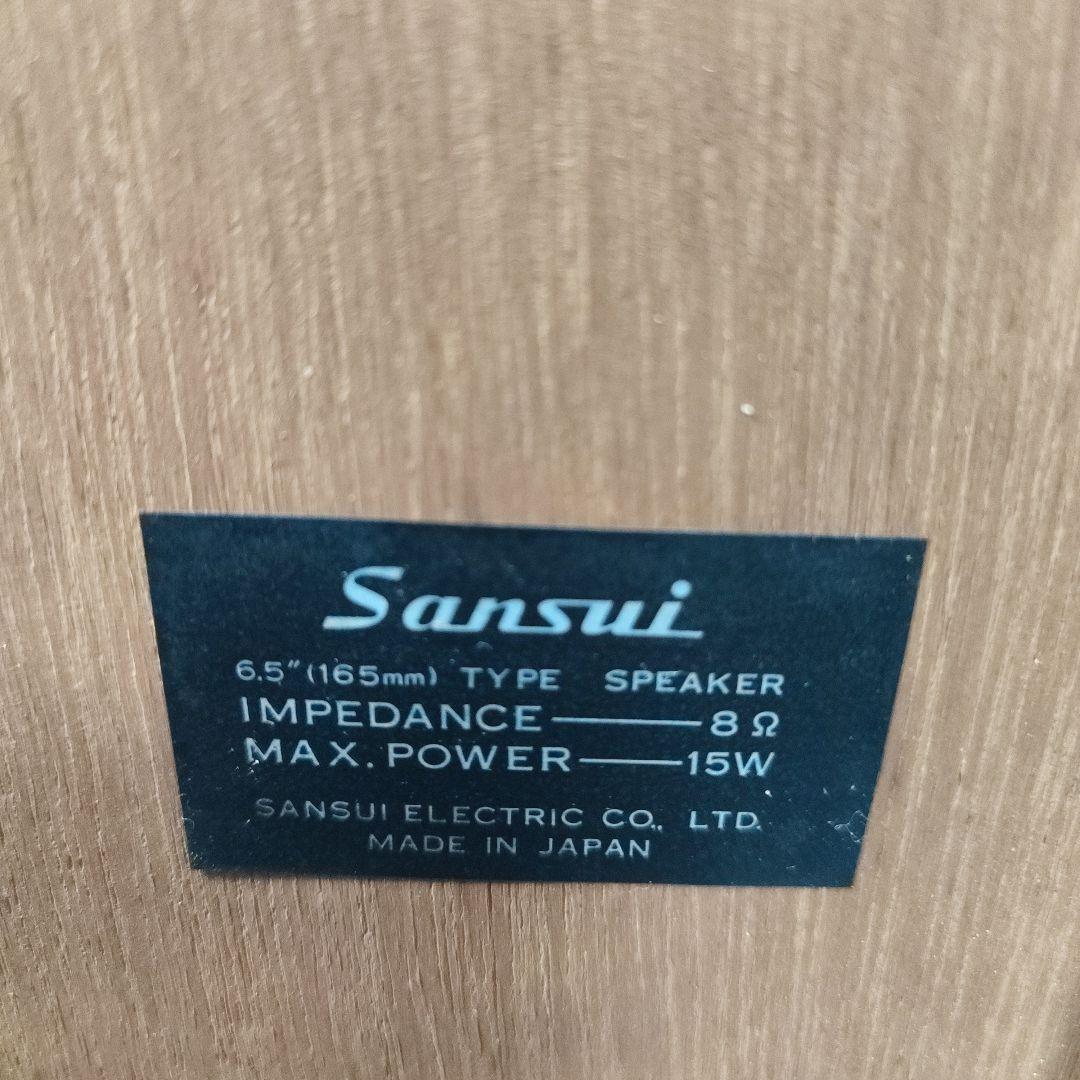 Sansui
6.5"(165mm) TYPE SPEAKER
IMPEDANCE——8Ω
MAX. POWER——15W
SANSUI ELECTRIC CO., LTD.
MADE IN JAPAN